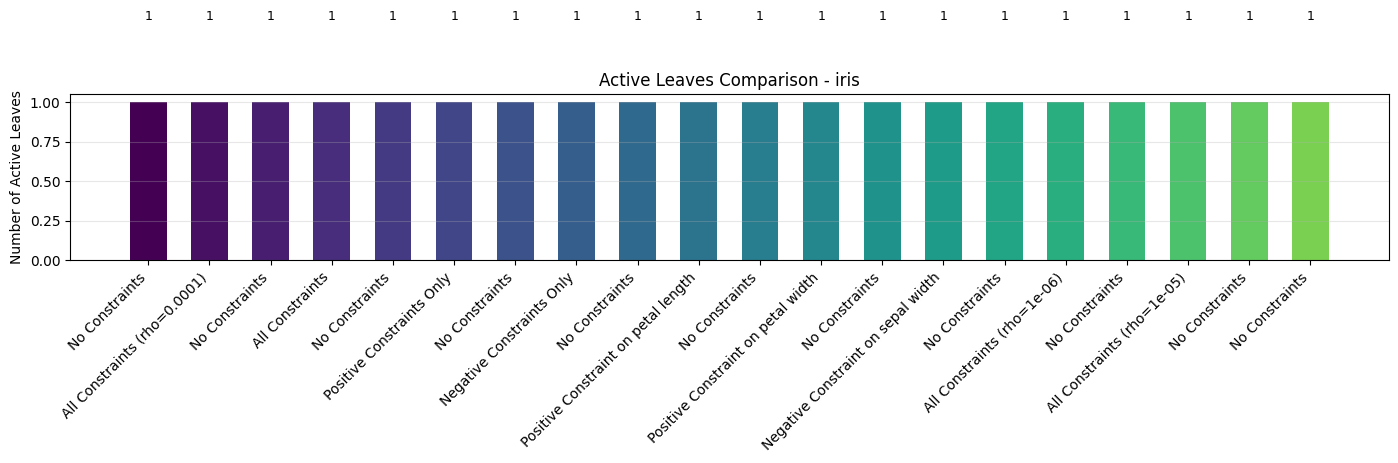 1 1 1 1 1 1 1 1 1 1 1 1 1 1 1 1 1 1 1 1
Active Leaves Comparison - iris
Number of Active Leaves
1.00
0.75
0.50
0.25
0.00
No Constraints
All Constraints (rho=0.0001)
No Constraints
All Constraints
No Constraints
Positive Constraints Only
No Constraints
Negative Constraints Only
No Constraints
Positive Constraint on petal length
No Constraints
Positive Constraint on petal width
No Constraints
Negative Constraint on sepal width
No Constraints
All Constraints (rho=1e-06)
No Constraints
All Constraints (rho=1e-05)
No Constraints
No Constraints